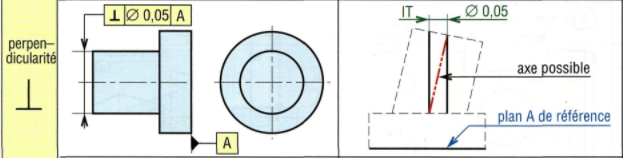 perpen-
dicularité
⊥
⊥ Ø 0,05 A
A
IT Ø 0,05
axe possible
plan A de référence